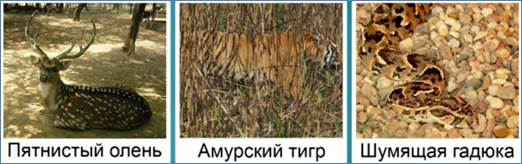 Пятнистый олень
Амурский тигр
Шумящая гадюка